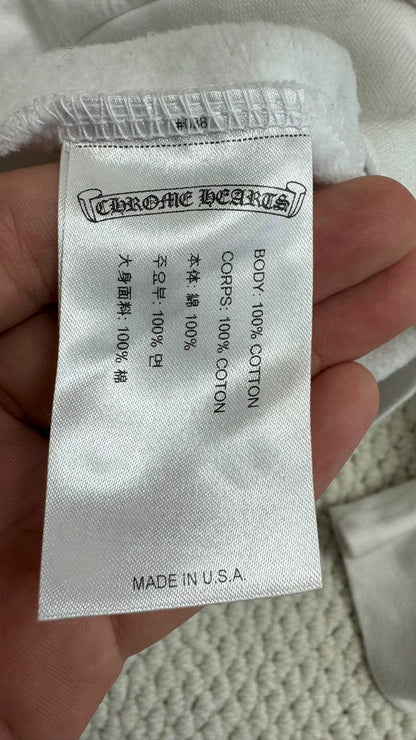 CHROME HEARTS
BODY: 100% COTTON
CORPS: 100% COTON
本体: 綿 100%
주요부: 100% 면
大身面料: 100% 棉
MADE IN U.S.A.